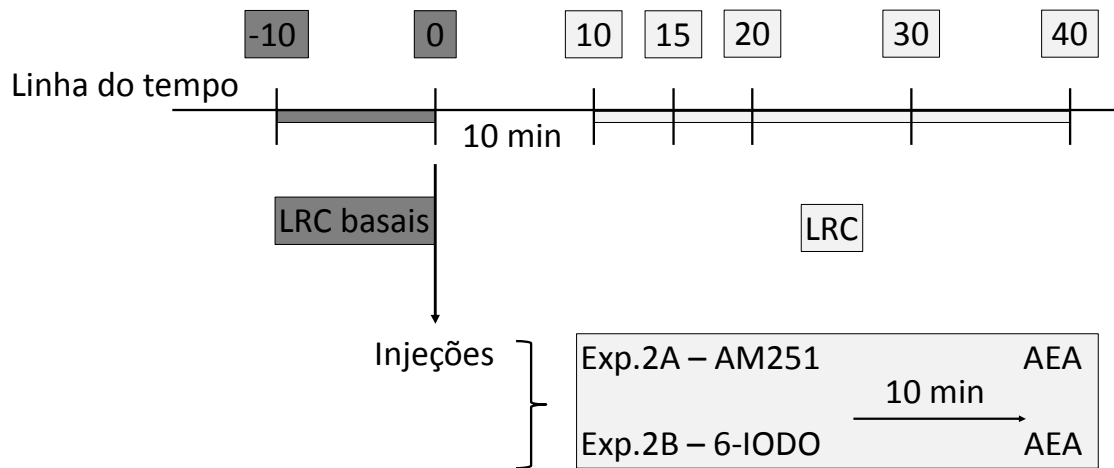 -10 0 10 15 20 30 40
Linha do tempo
10 min
LRC basais LRC
Injeções
Exp.2A – AM251 AEA
10 min
Exp.2B – 6-IODO AEA